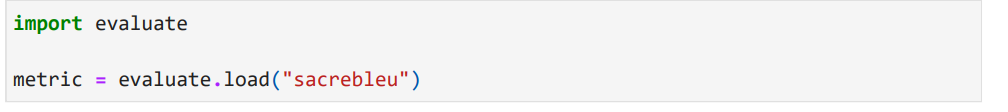 import evaluate
metric = evaluate.load("sacrebleu")